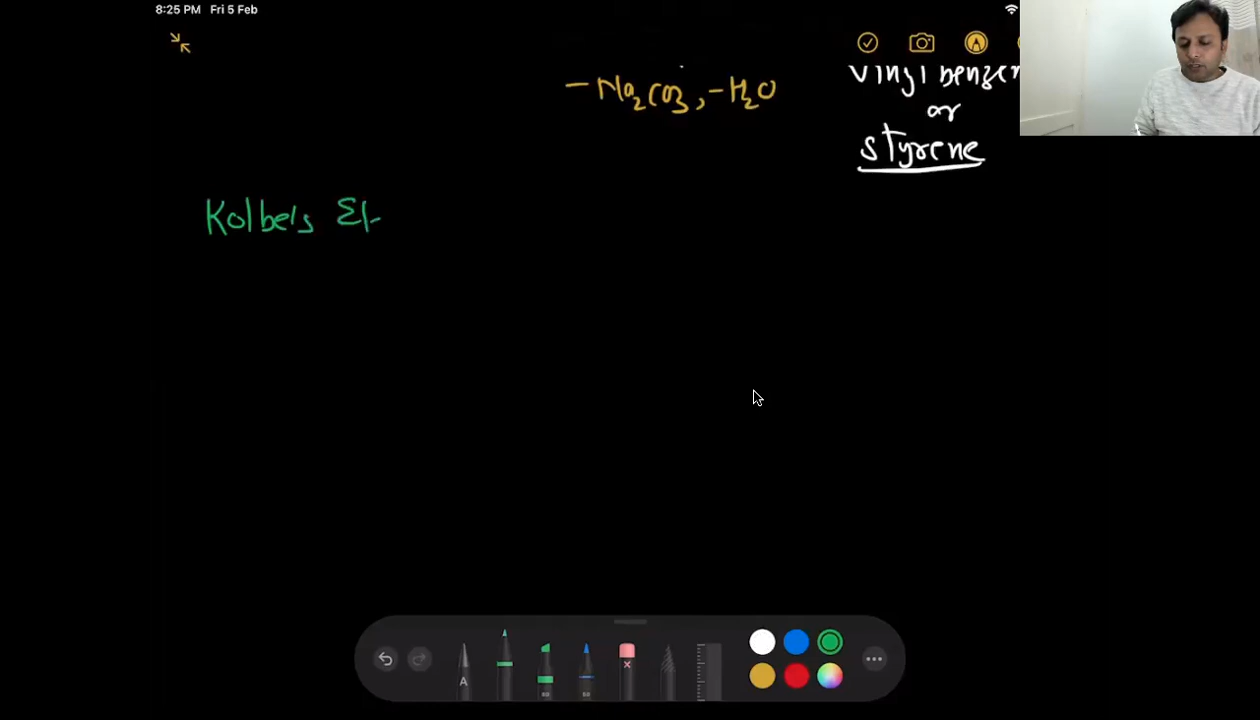 8:25 PM Fri 5 Feb
- Na₂CO₃, - H₂O
Vinyl benzen
or
styrene
Kolbe's El
A